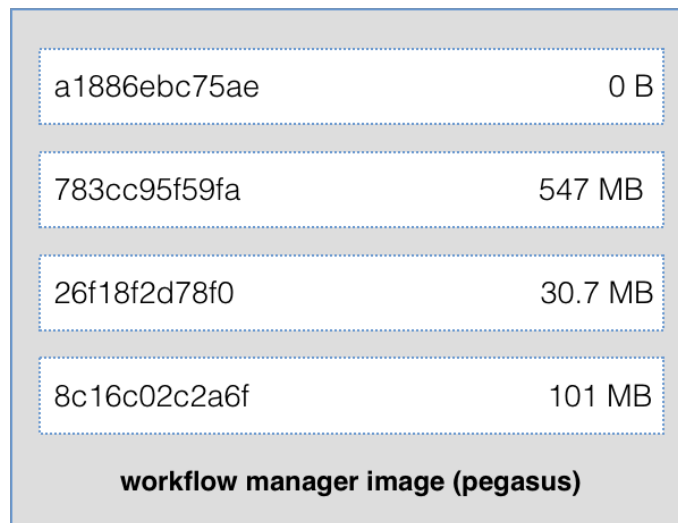 a1886ebc75ae 0 B
783cc95f59fa 547 MB
26f18f2d78f0 30.7 MB
8c16c02c2a6f 101 MB
workflow manager image (pegasus)